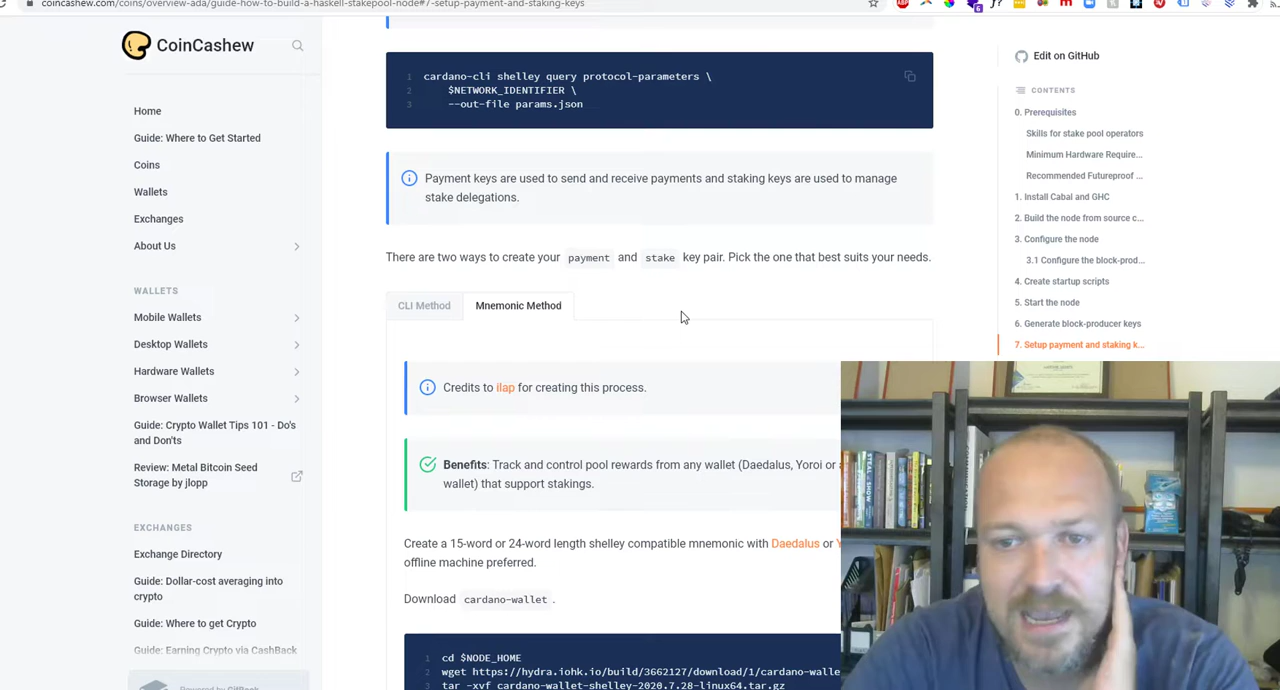 coincashew.com/coins/overview-ada/guide-how-to-build-a-haskell-stakepool-node#7-setup-payment-and-staking-keys
CoinCashew
Home
Guide: Where to Get Started
Coins
Wallets
Exchanges
About Us
WALLETS
Mobile Wallets
Desktop Wallets
Hardware Wallets
Browser Wallets
Guide: Crypto Wallet Tips 101 - Do's
and Don'ts
Review: Metal Bitcoin Seed
Storage by jlopp
EXCHANGES
Exchange Directory
Guide: Dollar-cost averaging into
crypto
Guide: Where to get Crypto
Guide: Earning Crypto via CashBack
Powered by GitBook
1 cardano-cli shelley query protocol-parameters \
2 $NETWORK_IDENTIFIER \
3 --out-file params.json
Payment keys are used to send and receive payments and staking keys are used to manage
stake delegations.
There are two ways to create your payment and stake key pair. Pick the one that best suits your needs.
CLI Method
Mnemonic Method
Credits to ilap for creating this process.
Benefits: Track and control pool rewards from any wallet (Daedalus, Yoroi or a
wallet) that support stakings.
Create a 15-word or 24-word length shelley compatible mnemonic with Daedalus or Y
offline machine preferred.
Download cardano-wallet.
1 cd $NODE_HOME
2 wget https://hydra.iohk.io/build/3662127/download/1/cardano-walle
3 tar -xvf cardano-wallet-shelley-2020.7.28-linux64.tar.gz
Edit on GitHub
CONTENTS
0. Prerequisites
Skills for stake pool operators
Minimum Hardware Require...
Recommended Futureproof ...
1. Install Cabal and GHC
2. Build the node from source c...
3. Configure the node
3.1 Configure the block-prod...
4. Create startup scripts
5. Start the node
6. Generate block-producer keys
7. Setup payment and staking k...